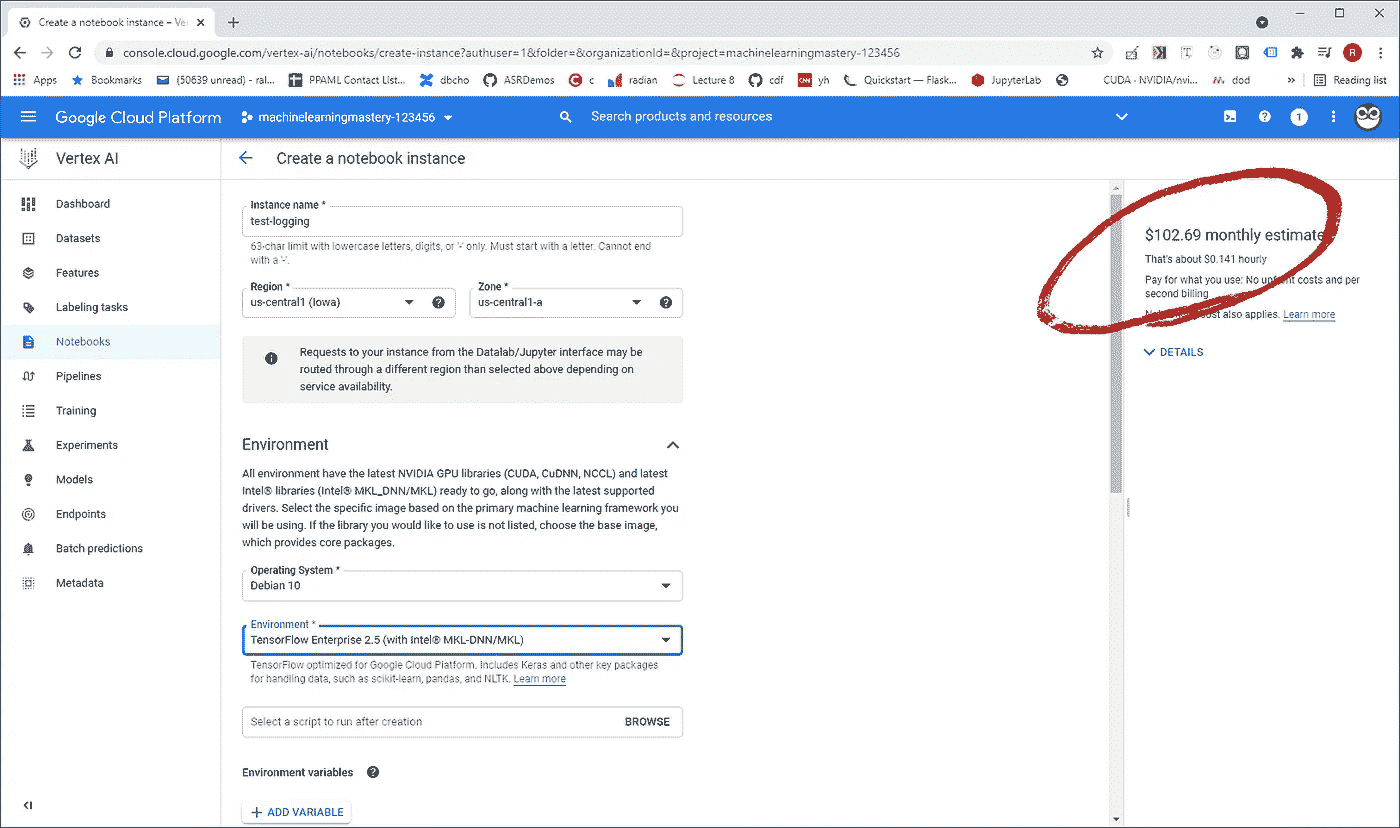 Create a notebook instance – Ve
console.cloud.google.com/vertex-ai/notebooks/create-instance?authuser=1&folder=&organizationId=&project=machinelearningmastery-123456
R
Apps Bookmarks (50639 unread) - ral... PPAML Contact List... dbcho ASRDemos c radian Lecture 8 cdf yh Quickstart — Flask... JupyterLab CUDA - NVIDIA/nvi... dod » Reading list
Google Cloud Platform machinelearningmastery-123456 Search products and resources 1
Vertex AI
Create a notebook instance
Dashboard
Datasets
Features
Labeling tasks
Notebooks
Pipelines
Training
Experiments
Models
Endpoints
Batch predictions
Metadata
Instance name *
test-logging
63-char limit with lowercase letters, digits, or '-' only. Must start with a letter. Cannot end
with a '-'.
Region *
us-central1 (Iowa)
Zone *
us-central1-a
Requests to your instance from the Datalab/Jupyter interface may be
routed through a different region than selected above depending on
service availability.
Environment
All environment have the latest NVIDIA GPU libraries (CUDA, CuDNN, NCCL) and latest
Intel® libraries (Intel® MKL_DNN/MKL) ready to go, along with the latest supported
drivers. Select the specific image based on the primary machine learning framework you
will be using. If the library you would like to use is not listed, choose the base image,
which provides core packages.
Operating System *
Debian 10
Environment *
TensorFlow Enterprise 2.5 (with Intel® MKL-DNN/MKL)
TensorFlow optimized for Google Cloud Platform. Includes Keras and other key packages
for handling data, such as scikit-learn, pandas, and NLTK. Learn more
Select a script to run after creation BROWSE
Environment variables
+ ADD VARIABLE
$102.69 monthly estimate
That's about $0.141 hourly
Pay for what you use: No upfront costs and per
second billing
cost also applies. Learn more
DETAILS